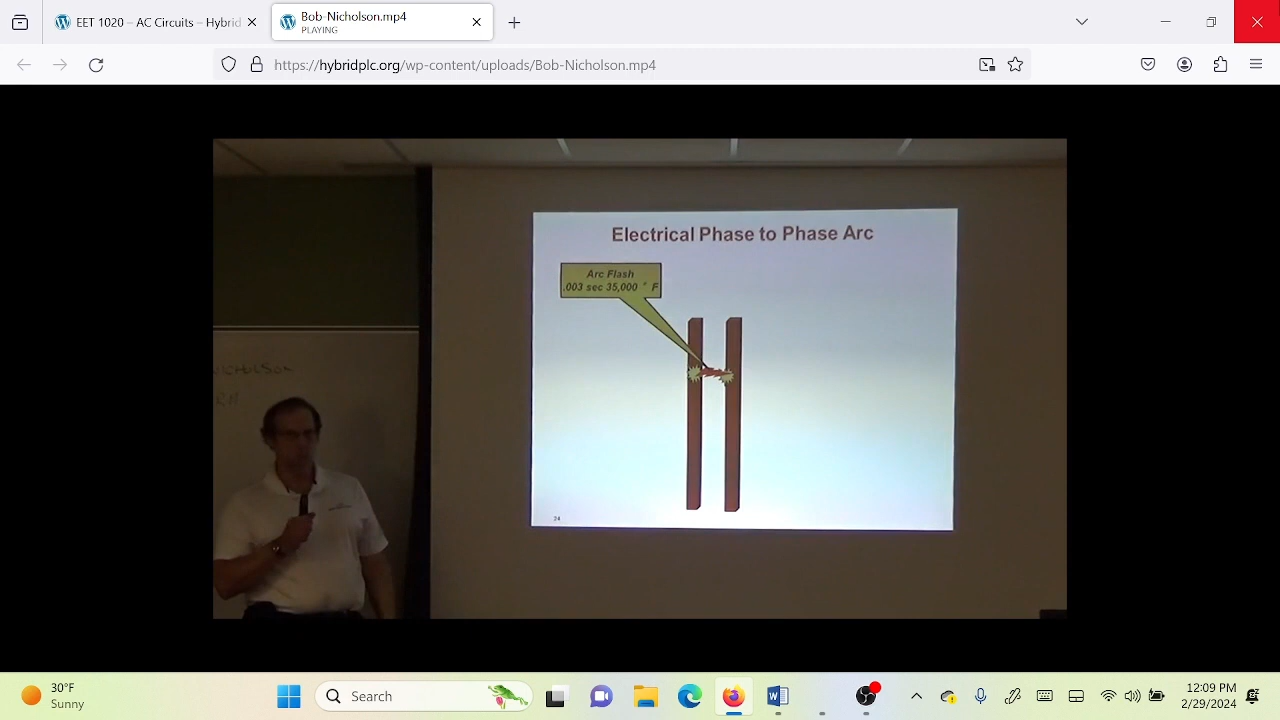 EET 1020 – AC Circuits – Hybrid
Bob-Nicholson.mp4
PLAYING
https://hybridplc.org/wp-content/uploads/Bob-Nicholson.mp4
Electrical Phase to Phase Arc
Arc Flash
.003 sec 35,000 ° F
NICHOLSON
24
30°F
Sunny
Search
12:09 PM
2/29/2024